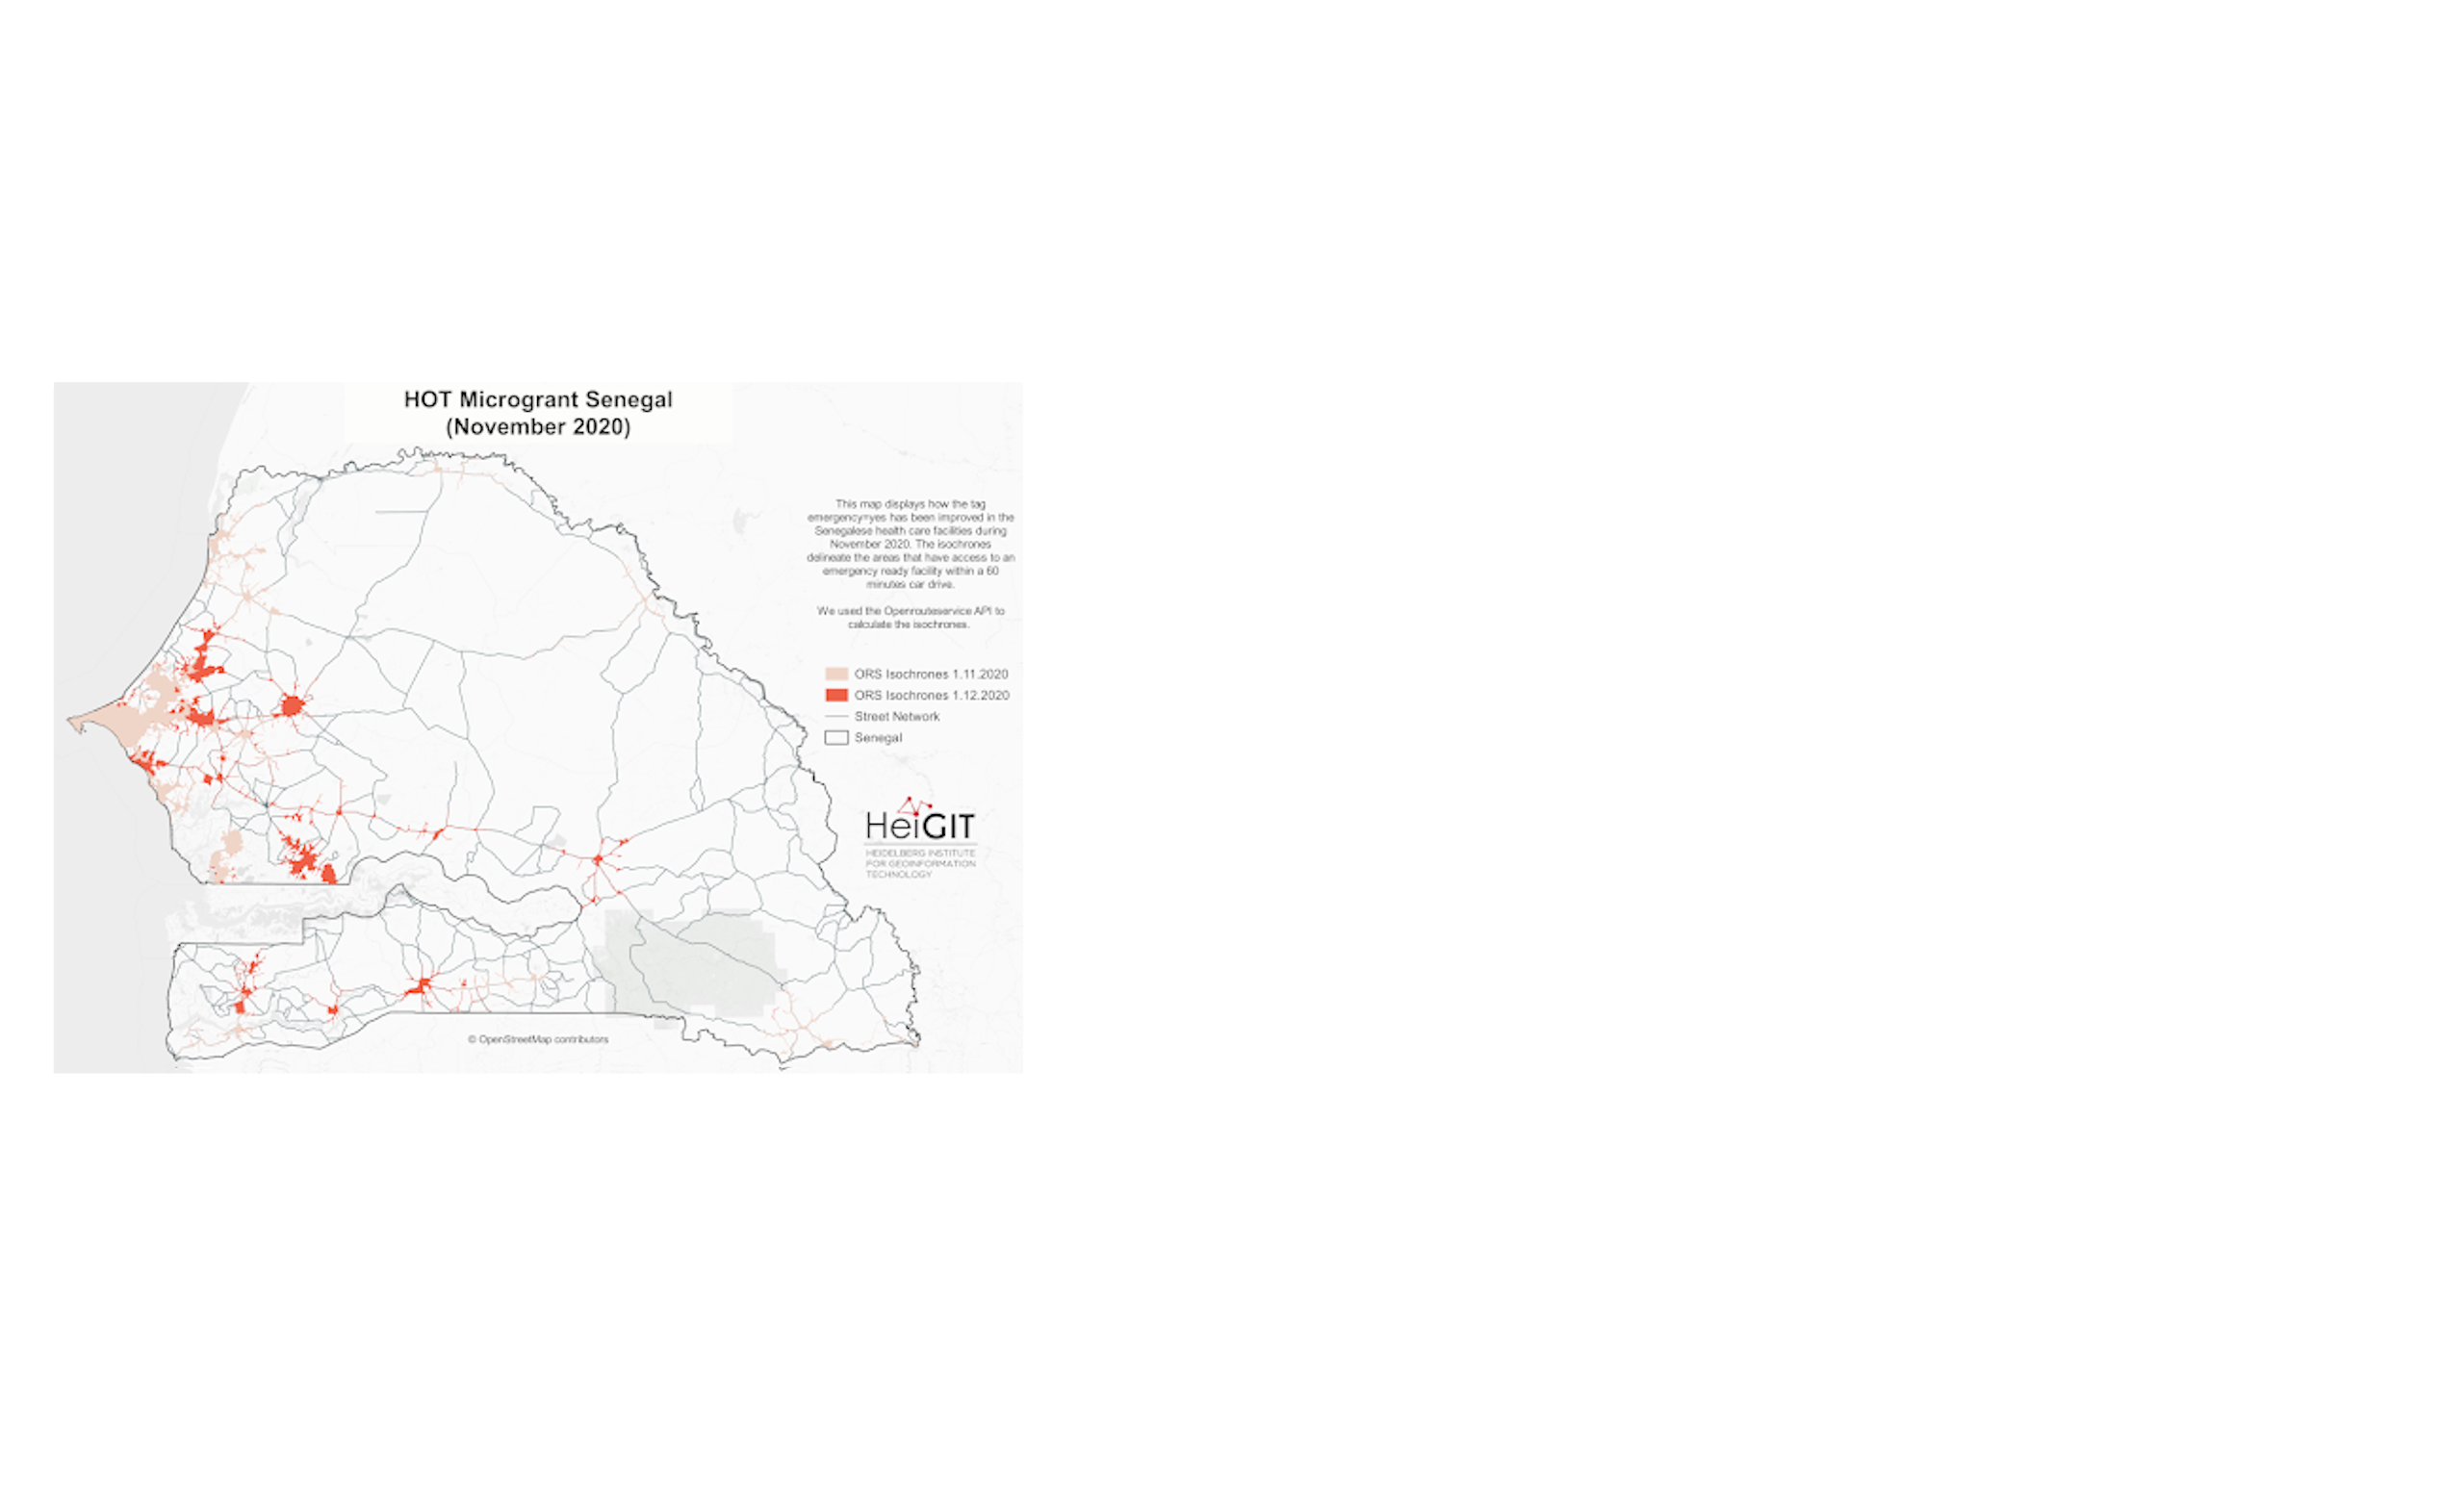 HOT Microgrant Senegal
(November 2020)
This map displays how the tag
emergency=yes has been improved in the
Senegalese health care facilities during
November 2020. The isochrones
delineate the areas that have access to an
emergency ready facility within a 60
minutes car drive.
We used the Openrouteservice API to
calculate the isochrones.
ORS Isochrones 1.11.2020
ORS Isochrones 1.12.2020
Street Network
Senegal
HeiGIT
HEIDELBERG INSTITUTE
FOR GEOINFORMATION
TECHNOLOGY
© OpenStreetMap contributors